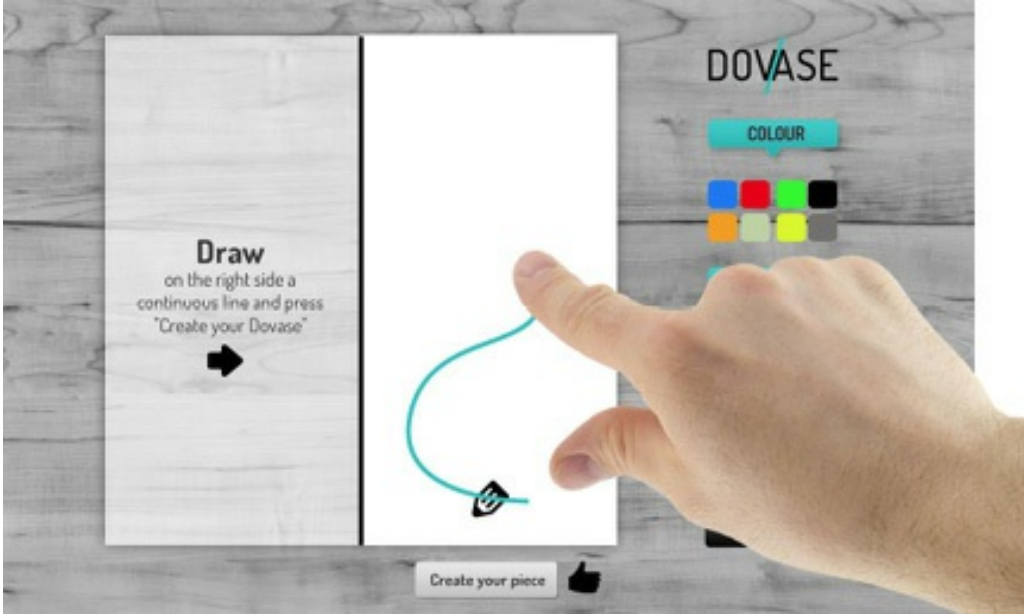 Draw
on the right side a
continuous line and press
"Create your Dovase"
DOVASE
COLOUR
Create your piece